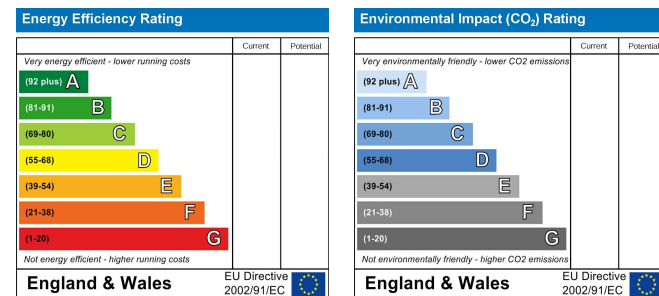 Energy Efficiency Rating
Current Potential
Very energy efficient - lower running costs
(92 plus) A
(81-91) B
(69-80) C
(55-68) D
(39-54) E
(21-38) F
(1-20) G
Not energy efficient - higher running costs
England & Wales
EU Directive
2002/91/EC
Environmental Impact (CO₂) Rating
Current Potential
Very environmentally friendly - lower CO2 emissions
(92 plus) A
(81-91) B
(69-80) C
(55-68) D
(39-54) E
(21-38) F
(1-20) G
Not environmentally friendly - higher CO2 emissions
England & Wales
EU Directive
2002/91/EC